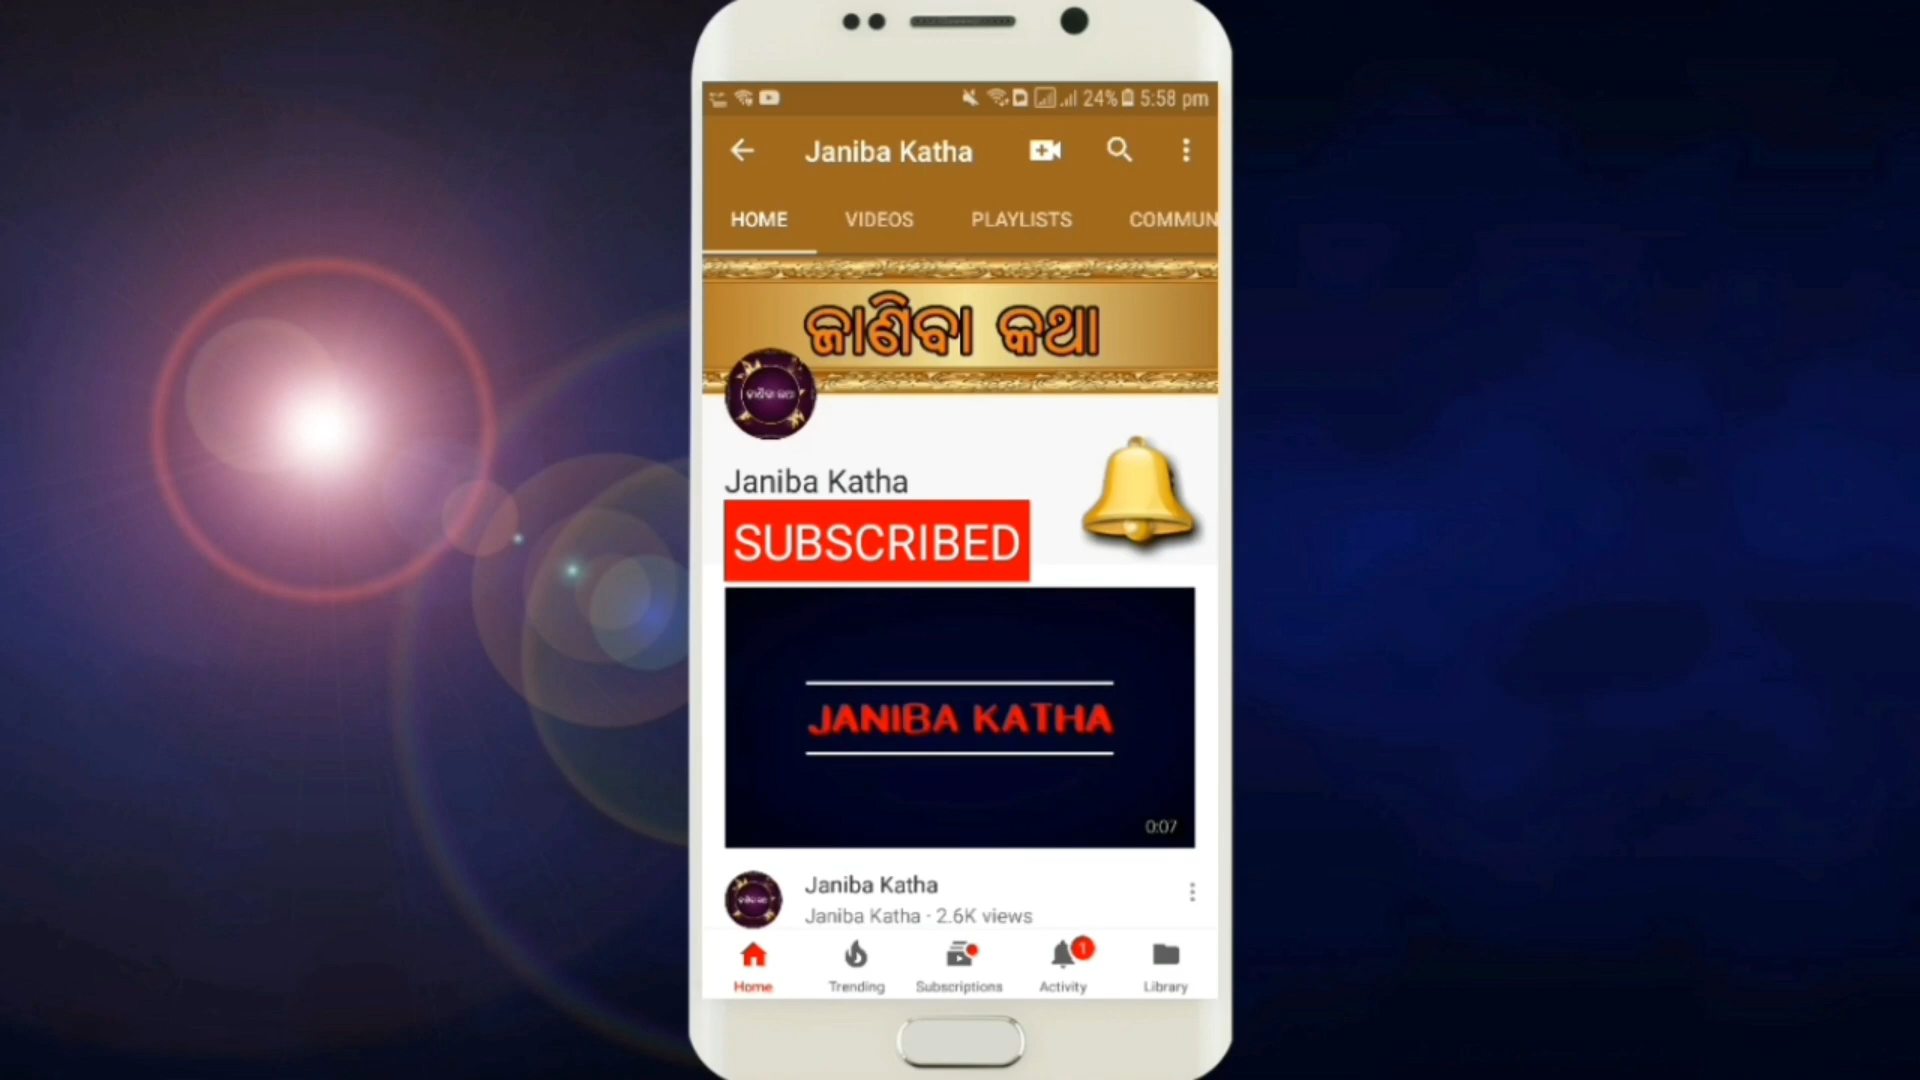 24% 5:58 pm
Janiba Katha
HOME VIDEOS PLAYLISTS COMMUN
ଜାଣିବା କଥା
ଜାଣିବା କଥା
Janiba Katha
SUBSCRIBED
JANIBA KATHA
0:07
Janiba Katha
Janiba Katha · 2.6K views
1
Home Trending Subscriptions Activity Library